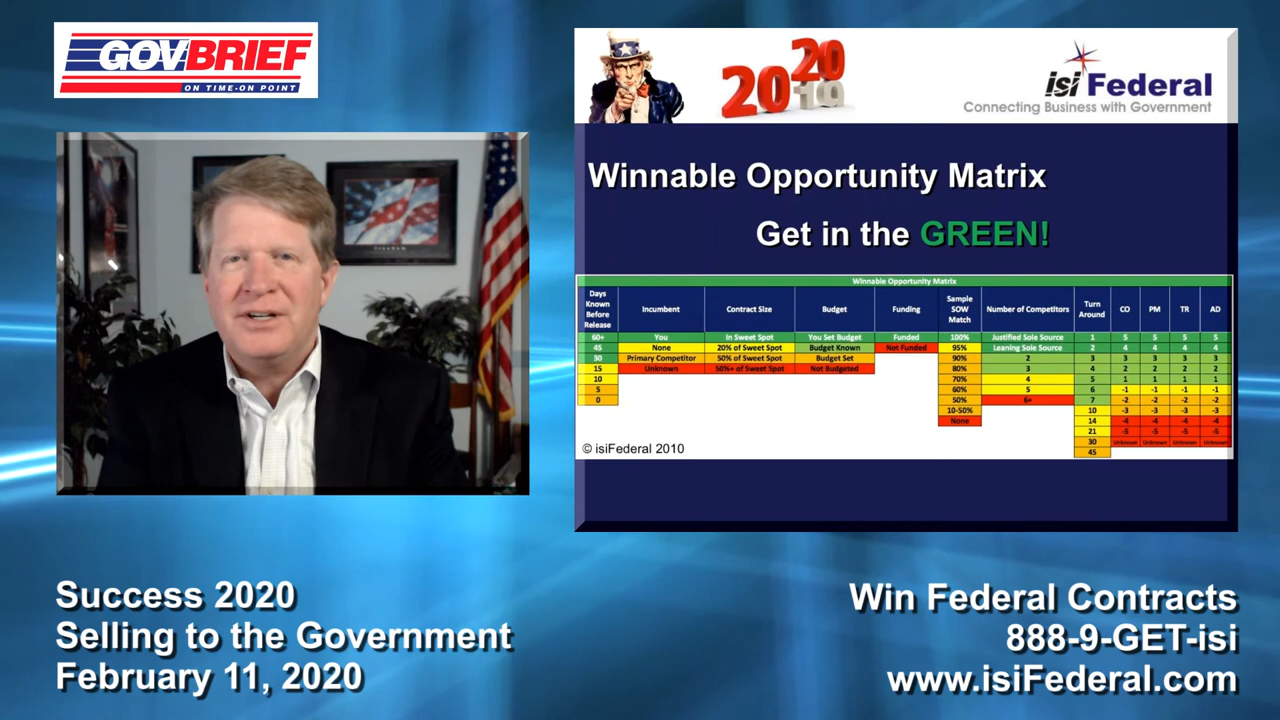 GOVBRIEF
ON TIME-ON POINT
2020
19
isi Federal
Connecting Business with Government
Winnable Opportunity Matrix
Get in the GREEN!
Winnable Opportunity Matrix
Days Known Before Release Incumbent Contract Size Budget Funding Sample SOW Match Number of Competitors Turn Around CO PM TR AD
60+ You In Sweet Spot You Set Budget Funded 100% Justified Sole Source 1 5 5 5 5
45 None 20% of Sweet Spot Budget Known Not Funded 95% Leaning Sole Source 2 4 4 4 4
30 Primary Competitor 50% of Sweet Spot Budget Set 90% 2 3 3 3 3 3
15 Unknown 50%+ of Sweet Spot Not Budgeted 80% 3 4 2 2 2 2
10 70% 4 5 1 1 1 1
5 60% 5 6 -1 -1 -1 -1
0 50% 6+ 7 -2 -2 -2 -2
10-50% 10 -3 -3 -3 -3
None 14 -4 -4 -4 -4
21 -5 -5 -5 -5
30 Unknown Unknown Unknown Unknown
45
© isiFederal 2010
Success 2020
Selling to the Government
February 11, 2020
Win Federal Contracts
888-9-GET-isi
www.isiFederal.com